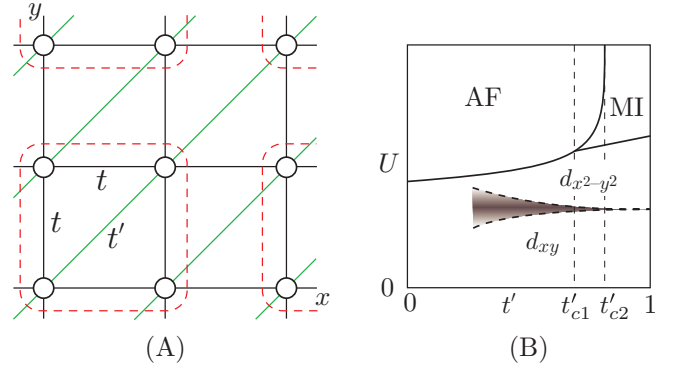 y
t
t
t′
x
(A)
AF
MI
U
d_{x²−y²}
d_{xy}
0
0 t′ t′_{c1} t′_{c2} 1
(B)